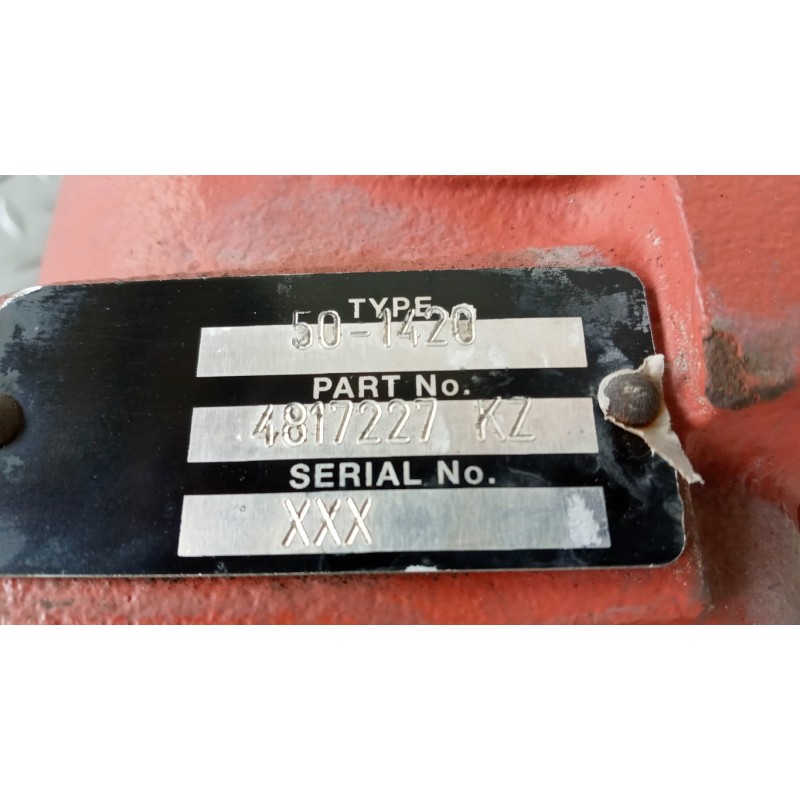 TYPE
50-1420
PART No.
4817227 KZ
SERIAL No.
XXX